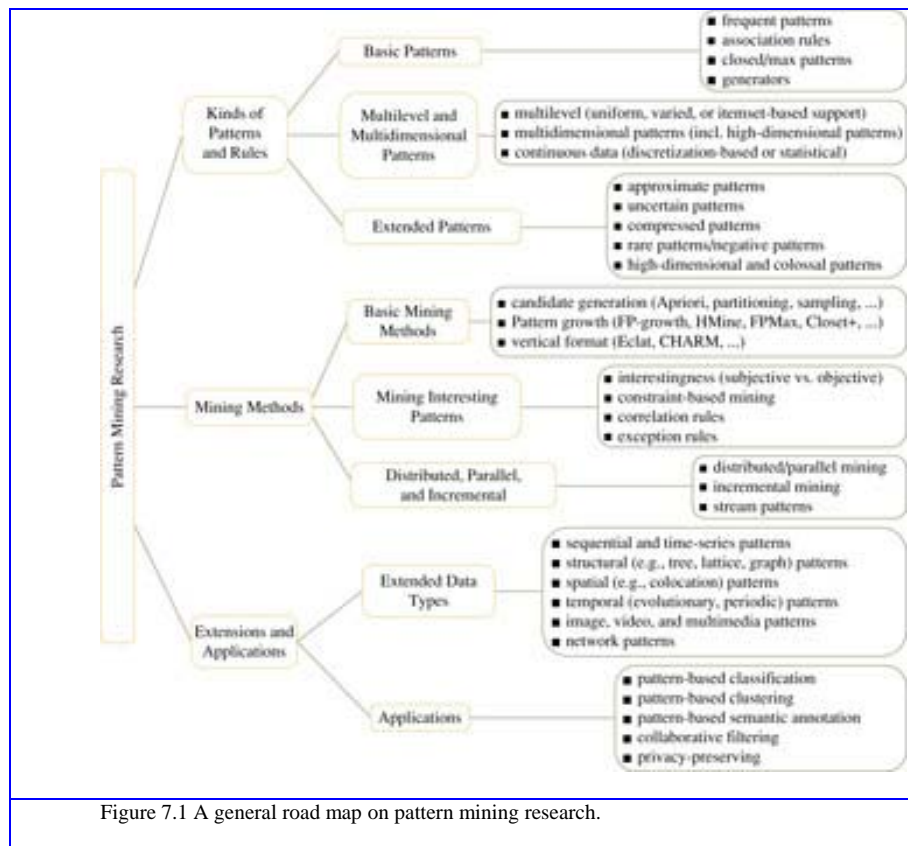 Pattern Mining Research
Kinds of
Patterns
and Rules
Basic Patterns
■ frequent patterns
■ association rules
■ closed/max patterns
■ generators
Multilevel and
Multidimensional
Patterns
■ multilevel (uniform, varied, or itemset-based support)
■ multidimensional patterns (incl. high-dimensional patterns)
■ continuous data (discretization-based or statistical)
Extended Patterns
■ approximate patterns
■ uncertain patterns
■ compressed patterns
■ rare patterns/negative patterns
■ high-dimensional and colossal patterns
Mining Methods
Basic Mining
Methods
■ candidate generation (Apriori, partitioning, sampling, ...)
■ Pattern growth (FP-growth, HMine, FPMax, Closet+, ...)
■ vertical format (Eclat, CHARM, ...)
Mining Interesting
Patterns
■ interestingness (subjective vs. objective)
■ constraint-based mining
■ correlation rules
■ exception rules
Distributed, Parallel,
and Incremental
■ distributed/parallel mining
■ incremental mining
■ stream patterns
Extensions and
Applications
Extended Data
Types
■ sequential and time-series patterns
■ structural (e.g., tree, lattice, graph) patterns
■ spatial (e.g., colocation) patterns
■ temporal (evolutionary, periodic) patterns
■ image, video, and multimedia patterns
■ network patterns
Applications
■ pattern-based classification
■ pattern-based clustering
■ pattern-based semantic annotation
■ collaborative filtering
■ privacy-preserving
Figure 7.1 A general road map on pattern mining research.